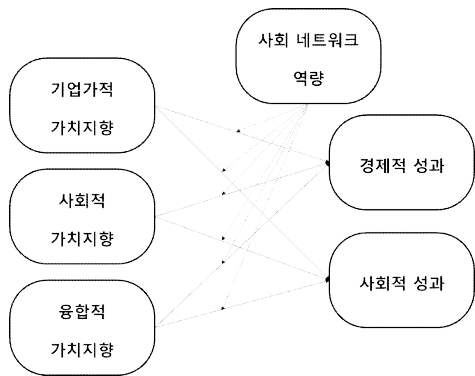 사회 네트워크
역량
기업가적
가치지향
경제적 성과
사회적
가치지향
사회적 성과
융합적
가치지향